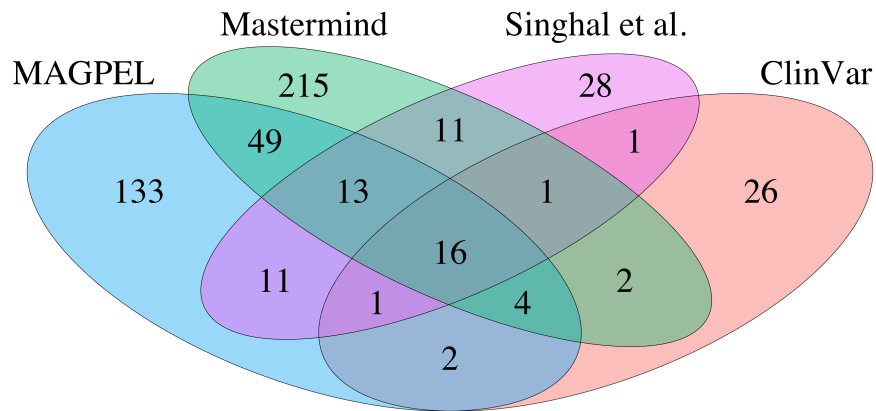 Mastermind Singhal et al.
MAGPEL ClinVar
215 28
49 11 1
133 13 1 26
16
11 1 4 2
2